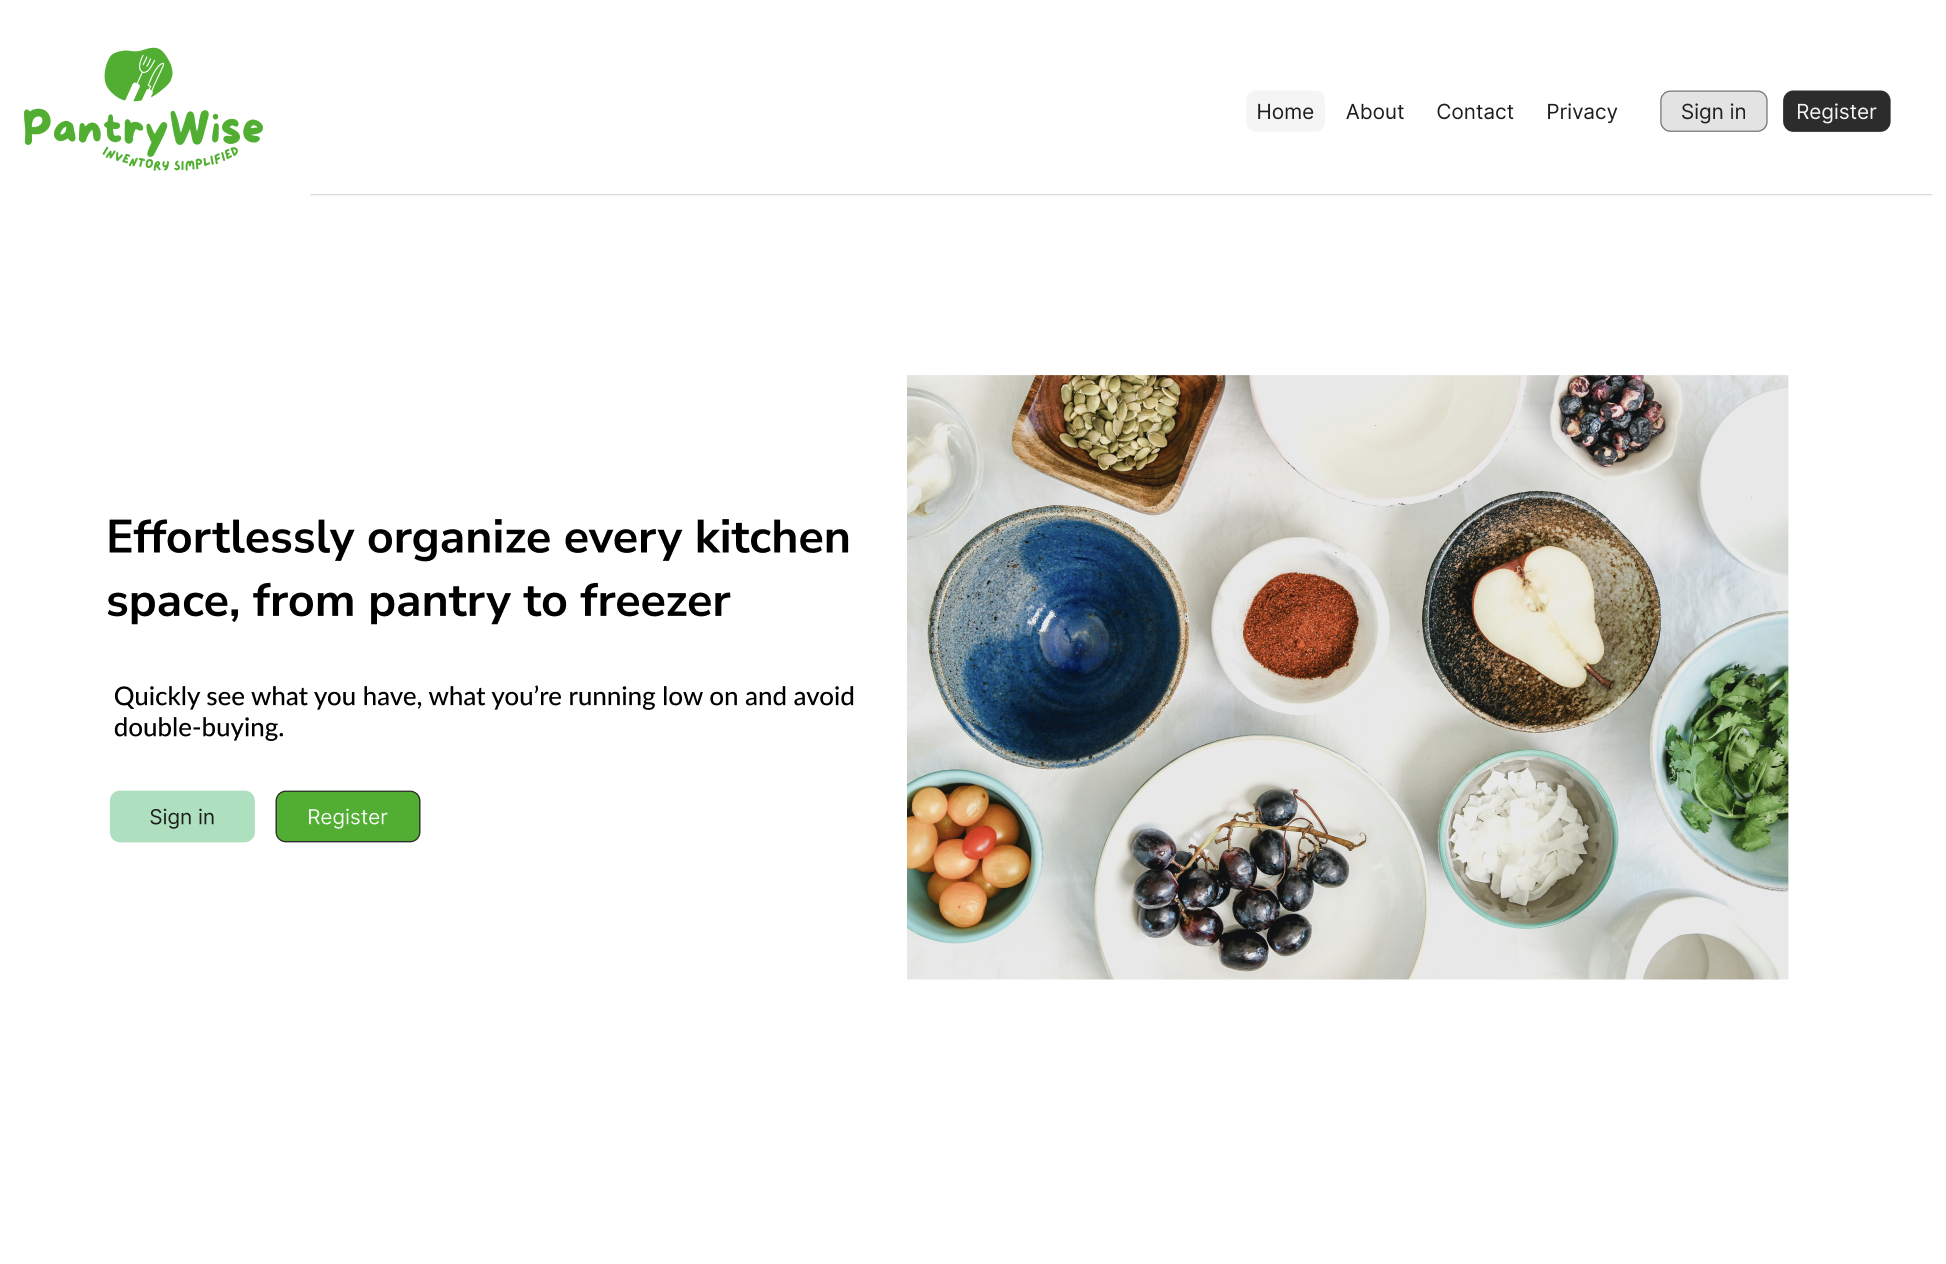 PantryWise
INVENTORY SIMPLIFIED
Home About Contact Privacy Sign in Register
Effortlessly organize every kitchen
space, from pantry to freezer
Quickly see what you have, what you’re running low on and avoid
double-buying.
Sign in Register